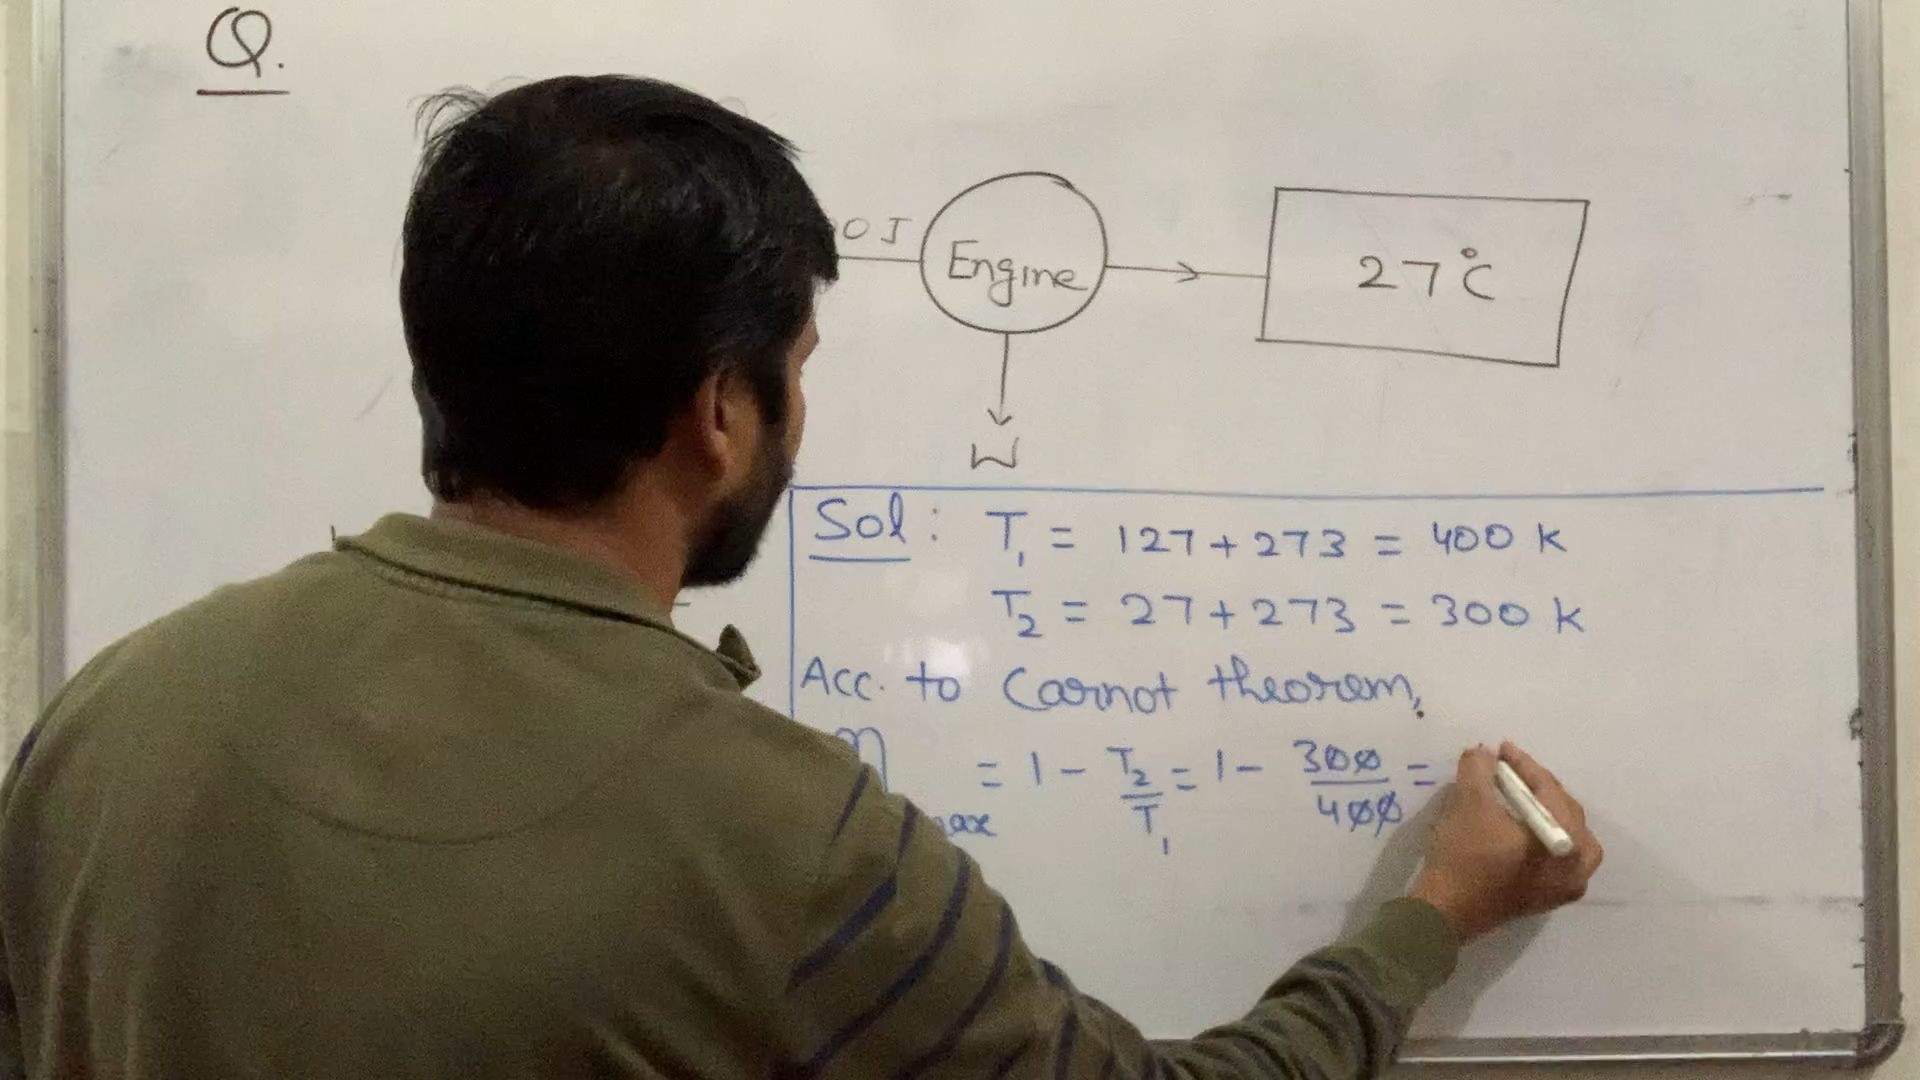 Q.
0 J
Engine
27°C
W
Sol: T₁ = 127 + 273 = 400 K
T₂ = 27 + 273 = 300 K
Acc. to Carnot theorem,
η max = 1 - T₂/T₁ = 1 - 300/400 =